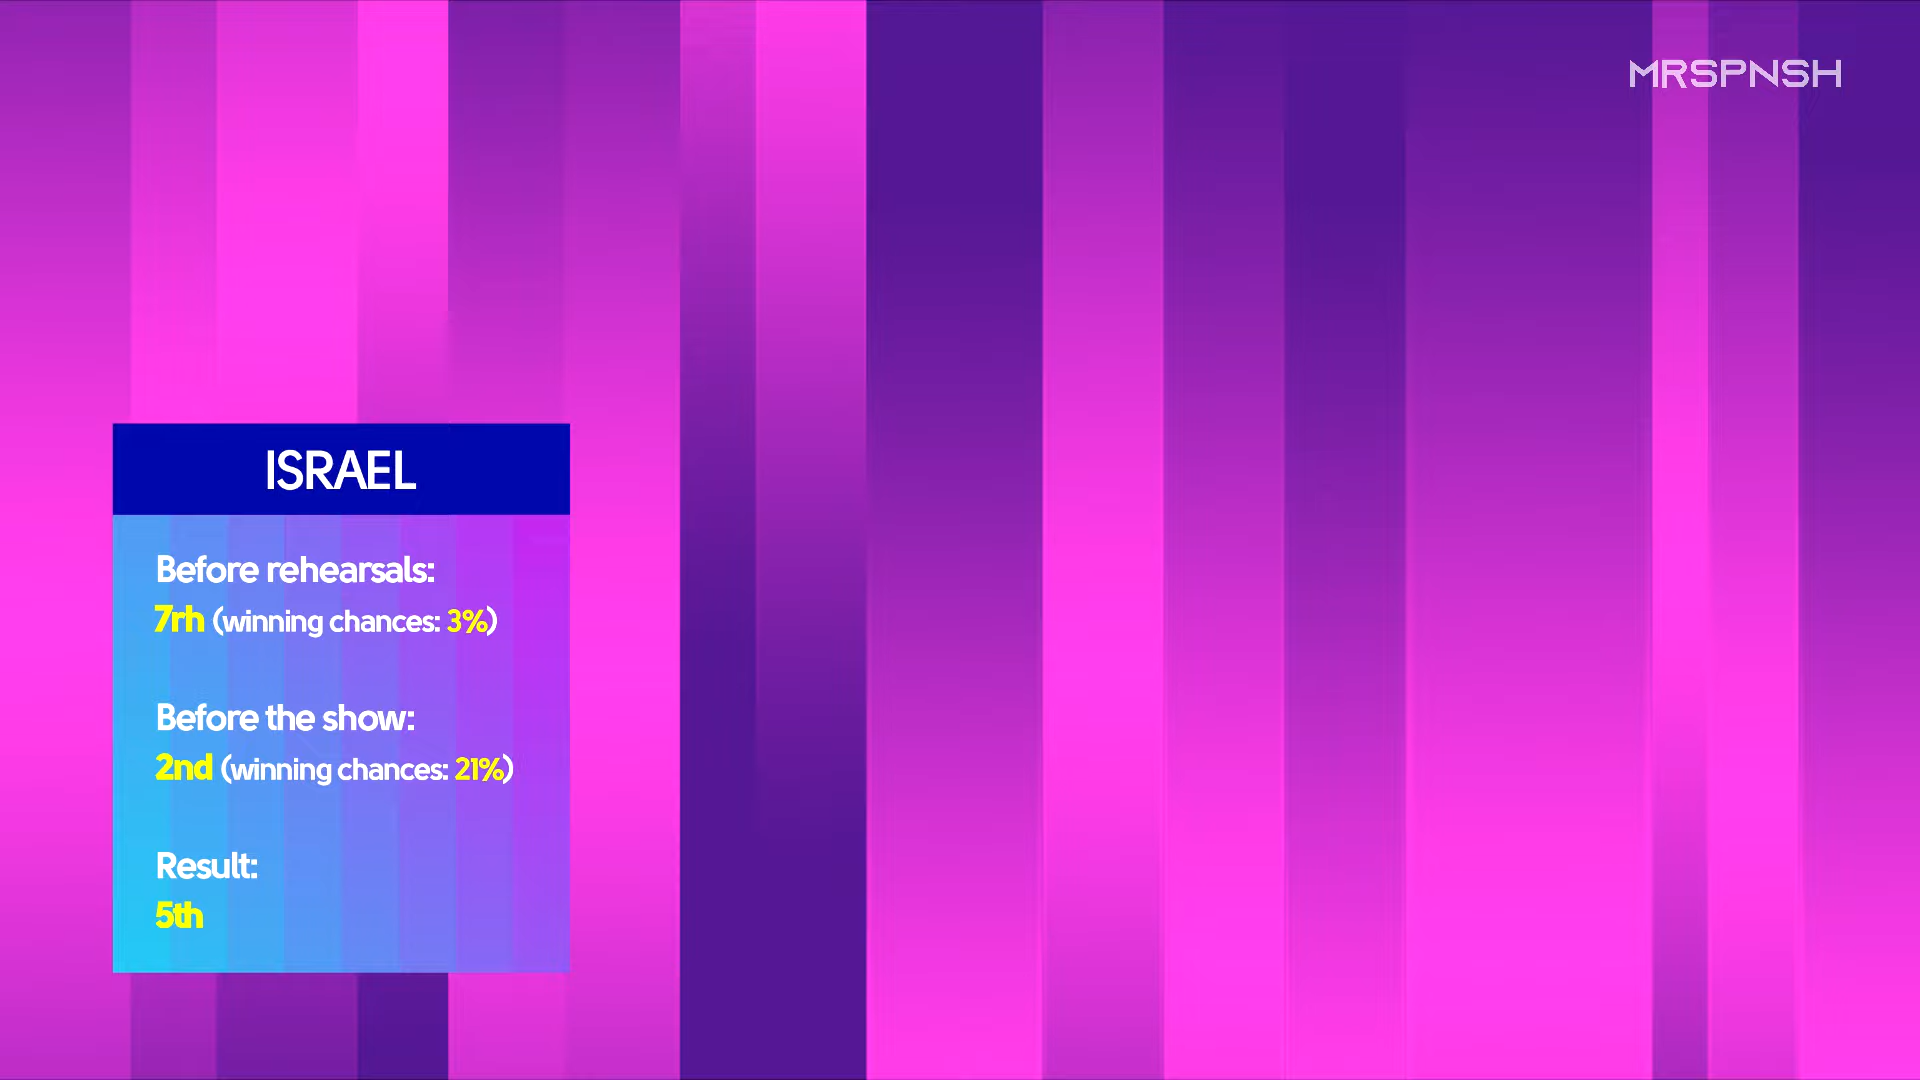 MRSPNSH
ISRAEL
Before rehearsals:
7rh (winning chances: 3%)
Before the show:
2nd (winning chances: 21%)
Result:
5th